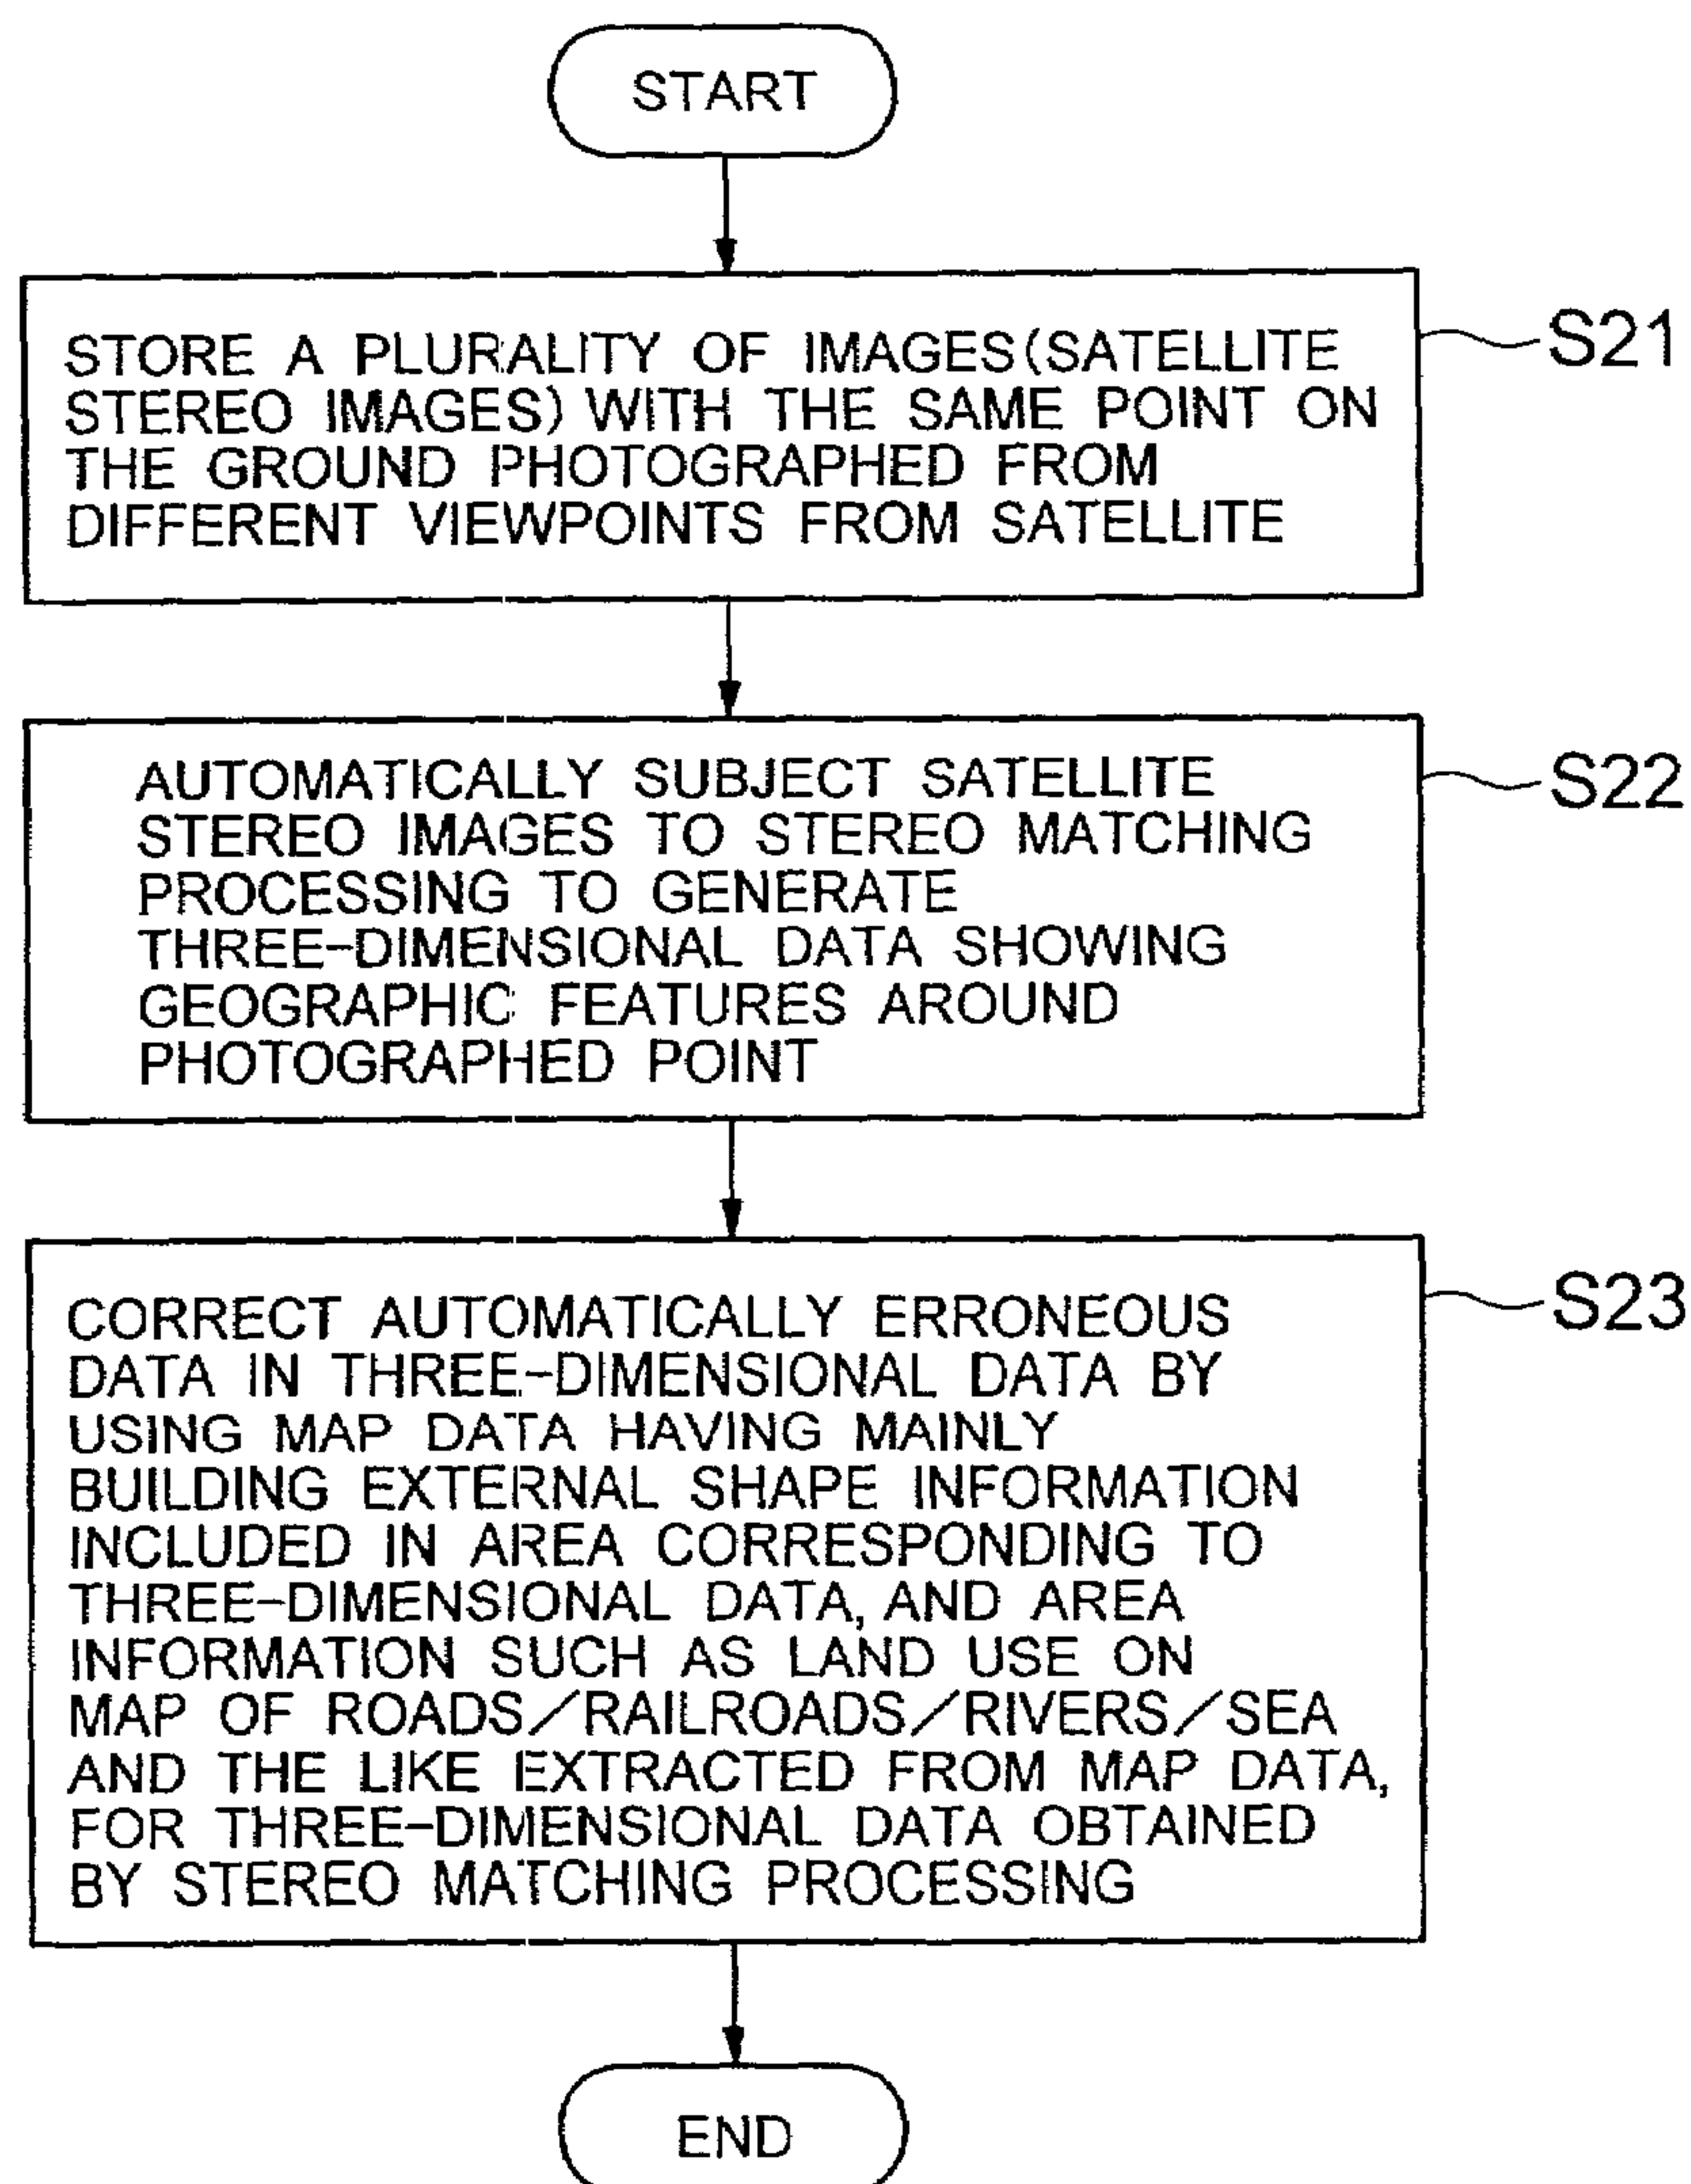 START
STORE A PLURALITY OF IMAGES(SATELLITE
STEREO IMAGES) WITH THE SAME POINT ON
THE GROUND PHOTOGRAPHED FROM
DIFFERENT VIEWPOINTS FROM SATELLITE
S21
AUTOMATICALLY SUBJECT SATELLITE
STEREO IMAGES TO STEREO MATCHING
PROCESSING TO GENERATE
THREE-DIMENSIONAL DATA SHOWING
GEOGRAPHIC FEATURES AROUND
PHOTOGRAPHED POINT
S22
CORRECT AUTOMATICALLY ERRONEOUS
DATA IN THREE-DIMENSIONAL DATA BY
USING MAP DATA HAVING MAINLY
BUILDING EXTERNAL SHAPE INFORMATION
INCLUDED IN AREA CORRESPONDING TO
THREE-DIMENSIONAL DATA, AND AREA
INFORMATION SUCH AS LAND USE ON
MAP OF ROADS/RAILROADS/RIVERS/SEA
AND THE LIKE EXTRACTED FROM MAP DATA,
FOR THREE-DIMENSIONAL DATA OBTAINED
BY STEREO MATCHING PROCESSING
S23
END